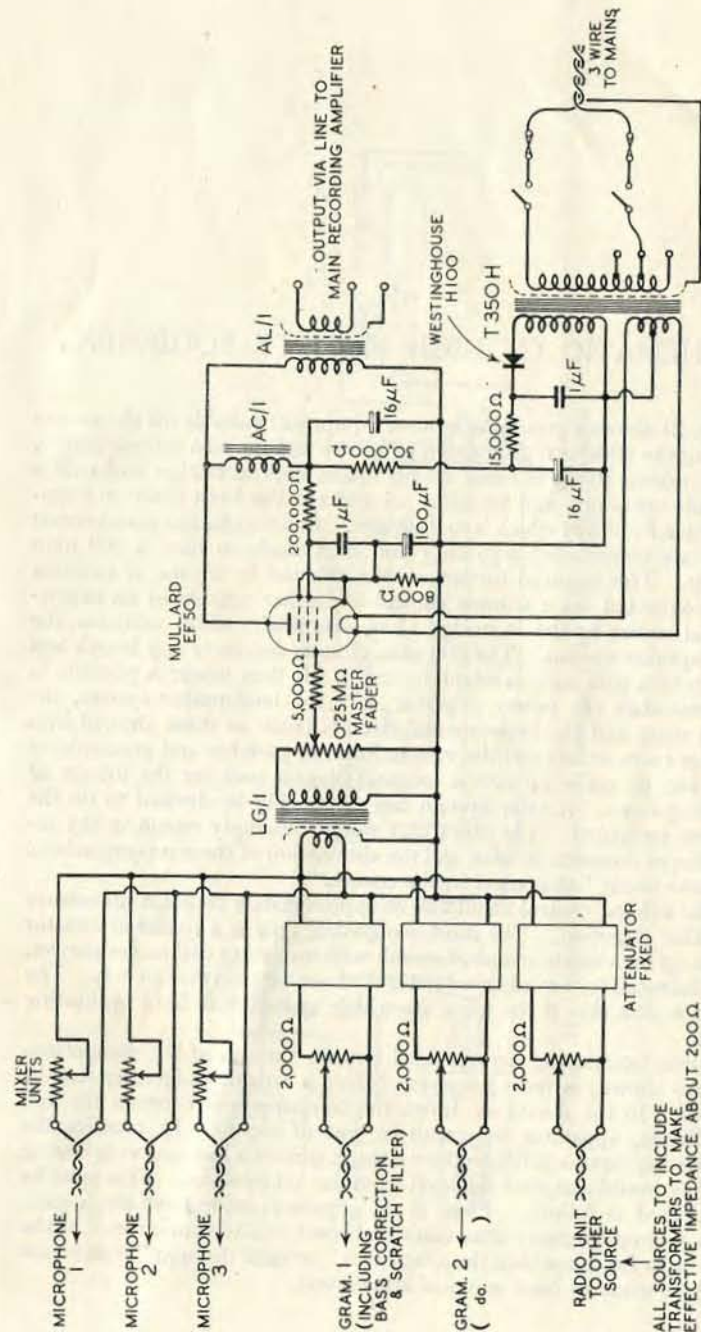 MIXER
UNITS
MICROPHONE
1
MICROPHONE
2
MICROPHONE
3
GRAM. 1
(INCLUDING
BASS CORRECTION
& SCRATCH FILTER)
GRAM. 2
( do. )
RADIO UNIT
TO OTHER
SOURCE
ALL SOURCES TO INCLUDE
TRANSFORMERS TO MAKE
EFFECTIVE IMPEDANCE ABOUT 200Ω
2,000Ω
2,000Ω
2,000Ω
ATTENUATOR
FIXED
LG/1
5,000Ω
0·25MΩ
MASTER
FADER
MULLARD
EF 50
200,000Ω
1μF
100μF
800Ω
AC/1
AL/1
16μF
OUTPUT VIA LINE TO
MAIN RECORDING AMPLIFIER
WESTINGHOUSE
H100
T350H
15,000Ω
1μF
16μF
3 WIRE
TO MAINS